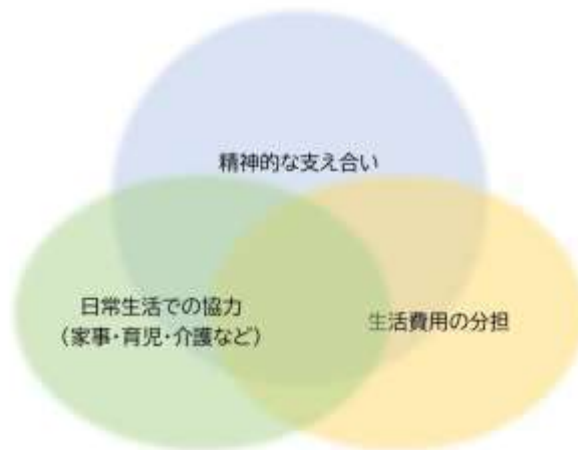 精神的な支え合い
日常生活での協力
（家事・育児・介護など）
生活費用の分担